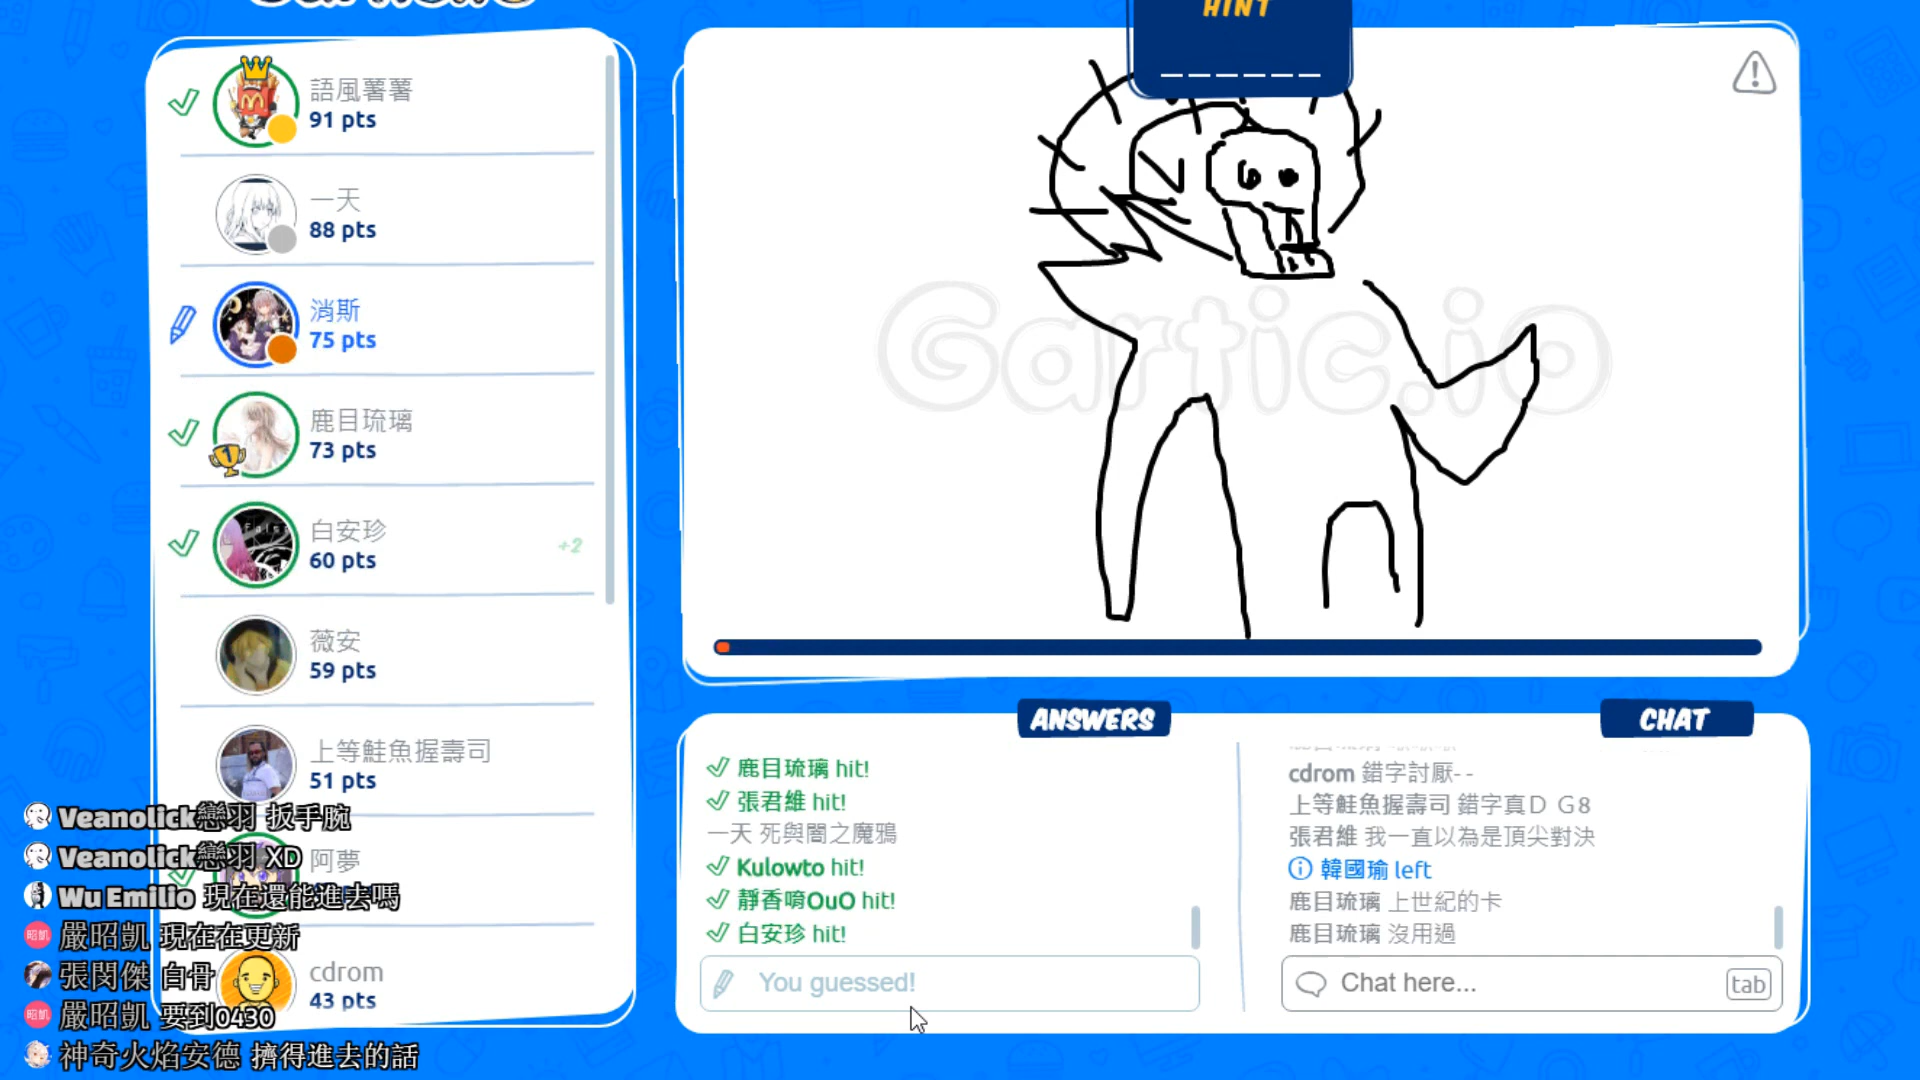 HINT
語風薯薯
91 pts
一天
88 pts
消斯
75 pts
鹿目琉璃
73 pts
1
白安珍
60 pts
+2
薇安
59 pts
上等鮭魚握壽司
51 pts
阿夢
cdrom
43 pts
Gartic.io
ANSWERS
鹿目琉璃 hit!
張君維 hit!
一天 死與闇之魔鴉
Kulowto hit!
靜香唷OuO hit!
白安珍 hit!
You guessed!
CHAT
cdrom 錯字討厭- -
上等鮭魚握壽司 錯字真Ｄ Ｇ8
張君維 我一直以為是頂尖對決
韓國瑜 left
鹿目琉璃 上世紀的卡
鹿目琉璃 沒用過
Chat here...
tab
Veanolick戀羽 扳手腕
Veanolick戀羽 XD
Wu Emilio 現在還能進去嗎
嚴昭凱 現在在更新
張閔傑 白骨
嚴昭凱 要到0430
神奇火焰安德 擠得進去的話